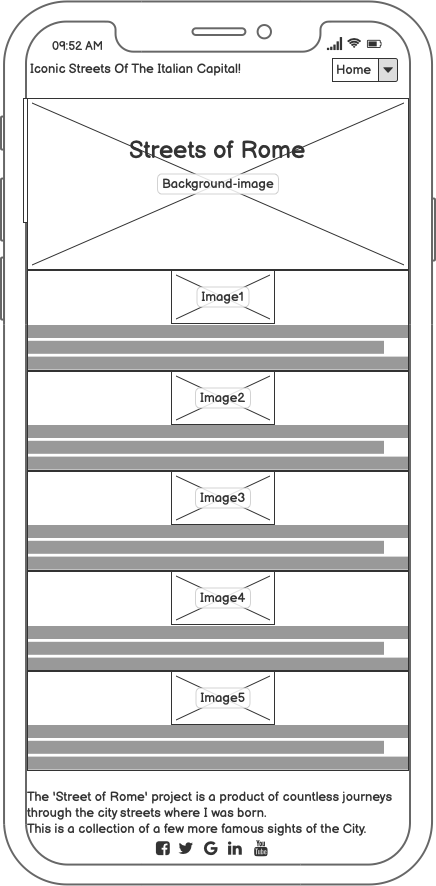 09:52 AM
Iconic Streets Of The Italian Capital!
Home
Streets of Rome
Background-image
Image1
Image2
Image3
Image4
Image5
The 'Street of Rome' project is a product of countless journeys
through the city streets where I was born.
This is a collection of a few more famous sights of the City.
You
Tube